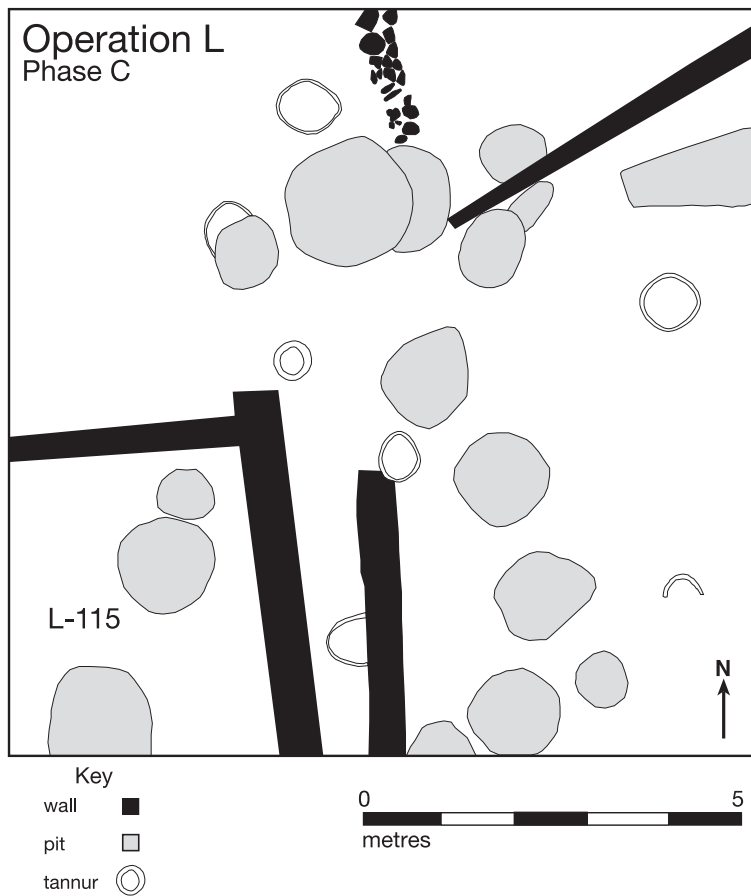 Operation L
Phase C
L-115
N
Key
wall
pit
tannur
0 5
metres